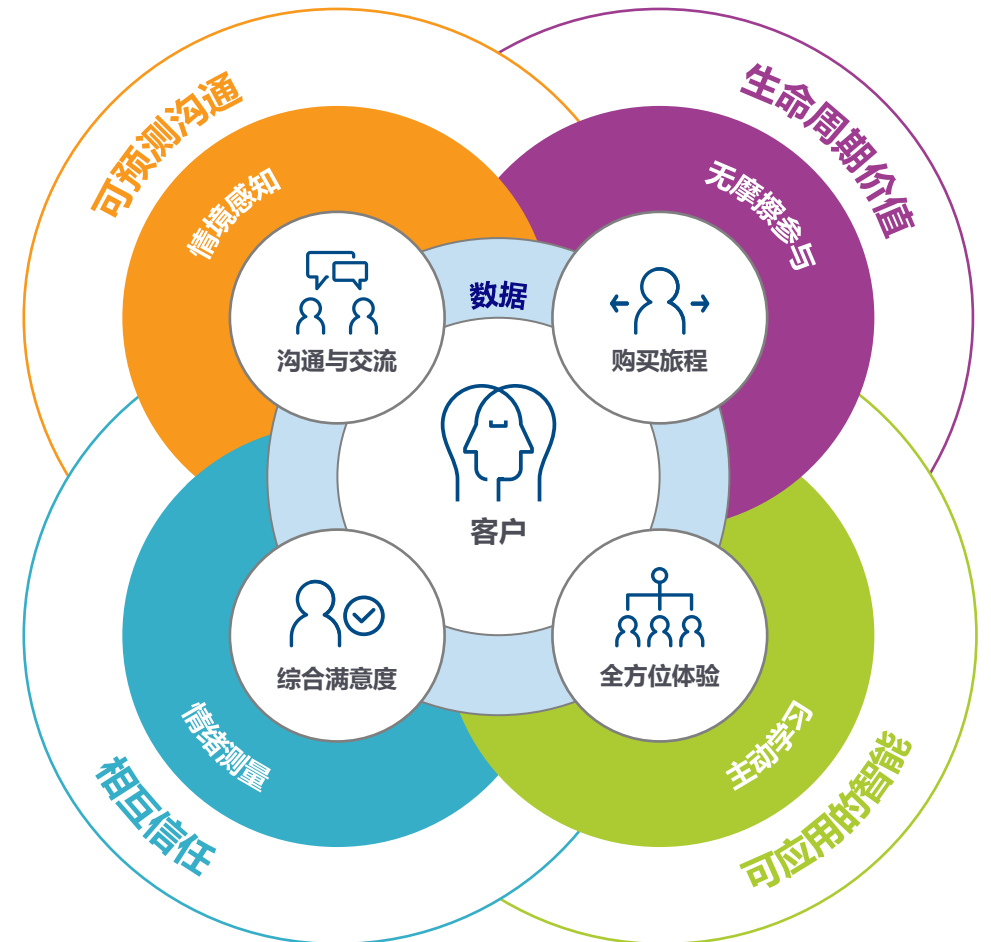 可预测沟通
生命周期价值
情境感知
无摩擦参与
数据
沟通与交流
购买旅程
客户
综合满意度
全方位体验
情绪测量
主动学习
相互信任
可应用的智能